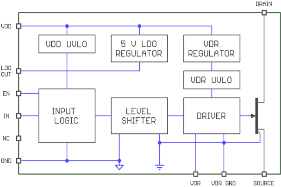 DRAIN
VDD
VDD UVLO
5 V LDO
REGULATOR
VDR
REGULATOR
LDO
OUT
VDR UVLO
EN
INPUT
LOGIC
LEVEL
SHIFTER
DRIVER
IN
NC
GND
VDR
VDR GND
SOURCE